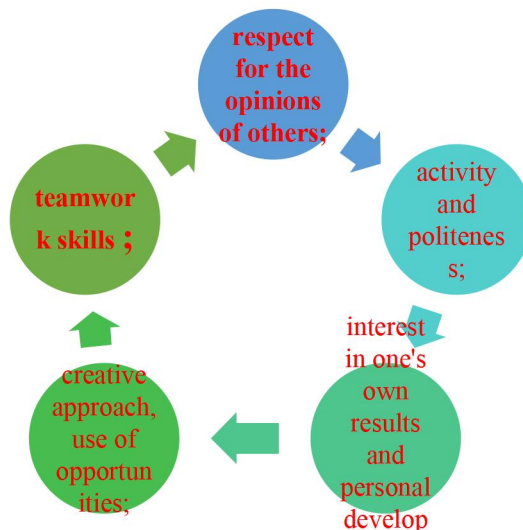 respect
for the
opinions
of others;
activity
and
politenes
s;
interest
in one's
own
results
and
personal
develop
creative
approach,
use of
opportun
ities;
teamwor
k skills ;